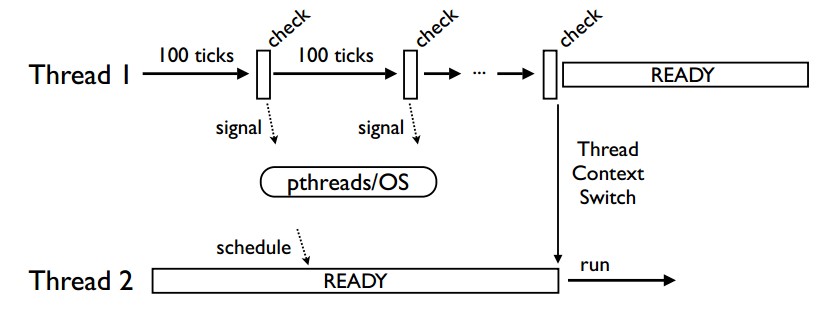 check
check
check
100 ticks
100 ticks
...
Thread 1
READY
signal
signal
Thread
Context
Switch
pthreads/OS
schedule
run
Thread 2
READY